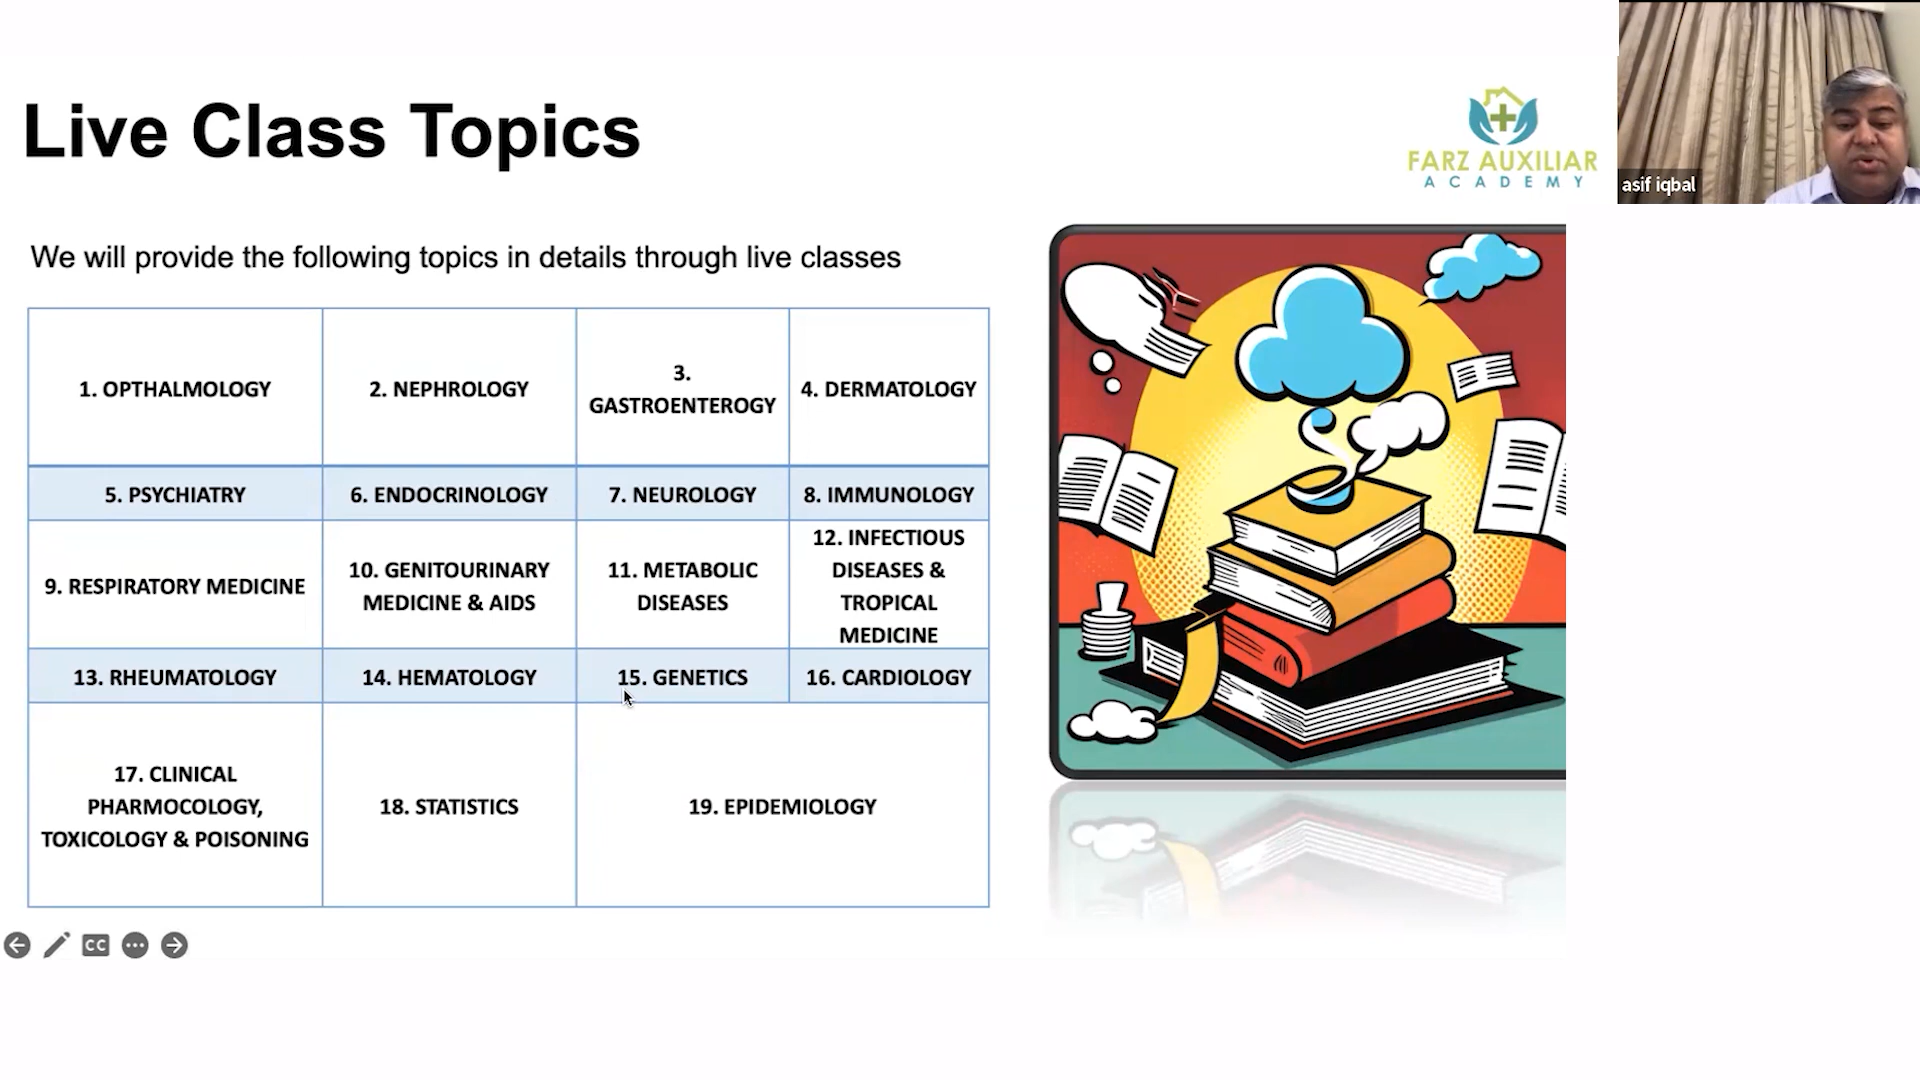 Live Class Topics
FARZ AUXILIAR
ACADEMY
asif iqbal
We will provide the following topics in details through live classes
1. OPTHALMOLOGY
2. NEPHROLOGY
3.
GASTROENTEROGY
4. DERMATOLOGY
5. PSYCHIATRY
6. ENDOCRINOLOGY
7. NEUROLOGY
8. IMMUNOLOGY
9. RESPIRATORY MEDICINE
10. GENITOURINARY
MEDICINE & AIDS
11. METABOLIC
DISEASES
12. INFECTIOUS
DISEASES &
TROPICAL
MEDICINE
13. RHEUMATOLOGY
14. HEMATOLOGY
15. GENETICS
16. CARDIOLOGY
17. CLINICAL
PHARMOCOLOGY,
TOXICOLOGY & POISONING
18. STATISTICS
19. EPIDEMIOLOGY
CC